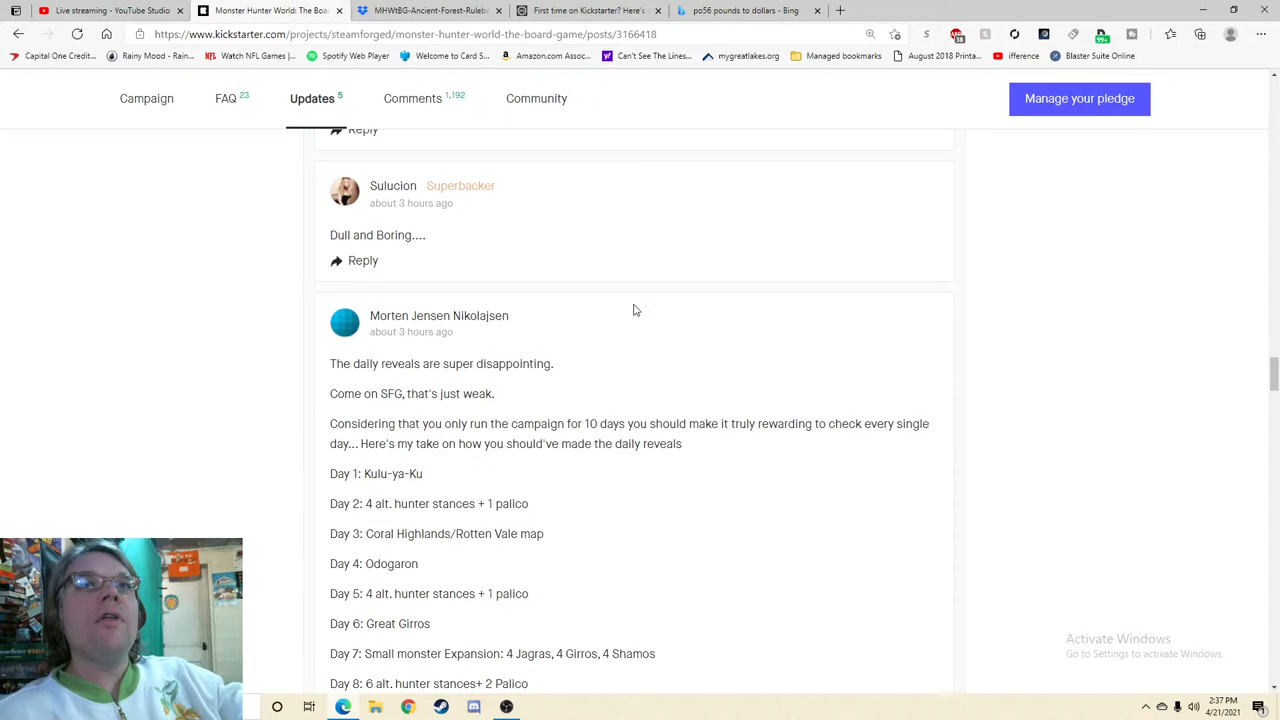 Live streaming - YouTube Studio
Monster Hunter World: The Boa
MHWtBG-Ancient-Forest-Rulebo
First time on Kickstarter? Here's
po56 pounds to dollars - Bing
https://www.kickstarter.com/projects/steamforged/monster-hunter-world-the-board-game/posts/3166418
38
99+
Capital One Credit...
Rainy Mood • Rain...
Watch NFL Games |...
Spotify Web Player
Welcome to Card S...
Amazon.com Assoc...
Can't See The Lines...
mygreatlakes.org
Managed bookmarks
August 2018 Printa...
ifference
Blaster Suite Online
Campaign
FAQ 23
Updates 5
Comments 1,192
Community
Manage your pledge
Reply
Sulucion Superbacker
about 3 hours ago
Dull and Boring....
Reply
Morten Jensen Nikolajsen
about 3 hours ago
The daily reveals are super disappointing.
Come on SFG, that's just weak.
Considering that you only run the campaign for 10 days you should make it truly rewarding to check every single
day... Here's my take on how you should've made the daily reveals
Day 1: Kulu-ya-Ku
Day 2: 4 alt. hunter stances + 1 palico
Day 3: Coral Highlands/Rotten Vale map
Day 4: Odogaron
Day 5: 4 alt. hunter stances + 1 palico
Day 6: Great Girros
Day 7: Small monster Expansion: 4 Jagras, 4 Girros, 4 Shamos
Day 8: 6 alt. hunter stances+ 2 Palico
Activate Windows
Go to Settings to activate Windows.
2:37 PM
4/21/2021